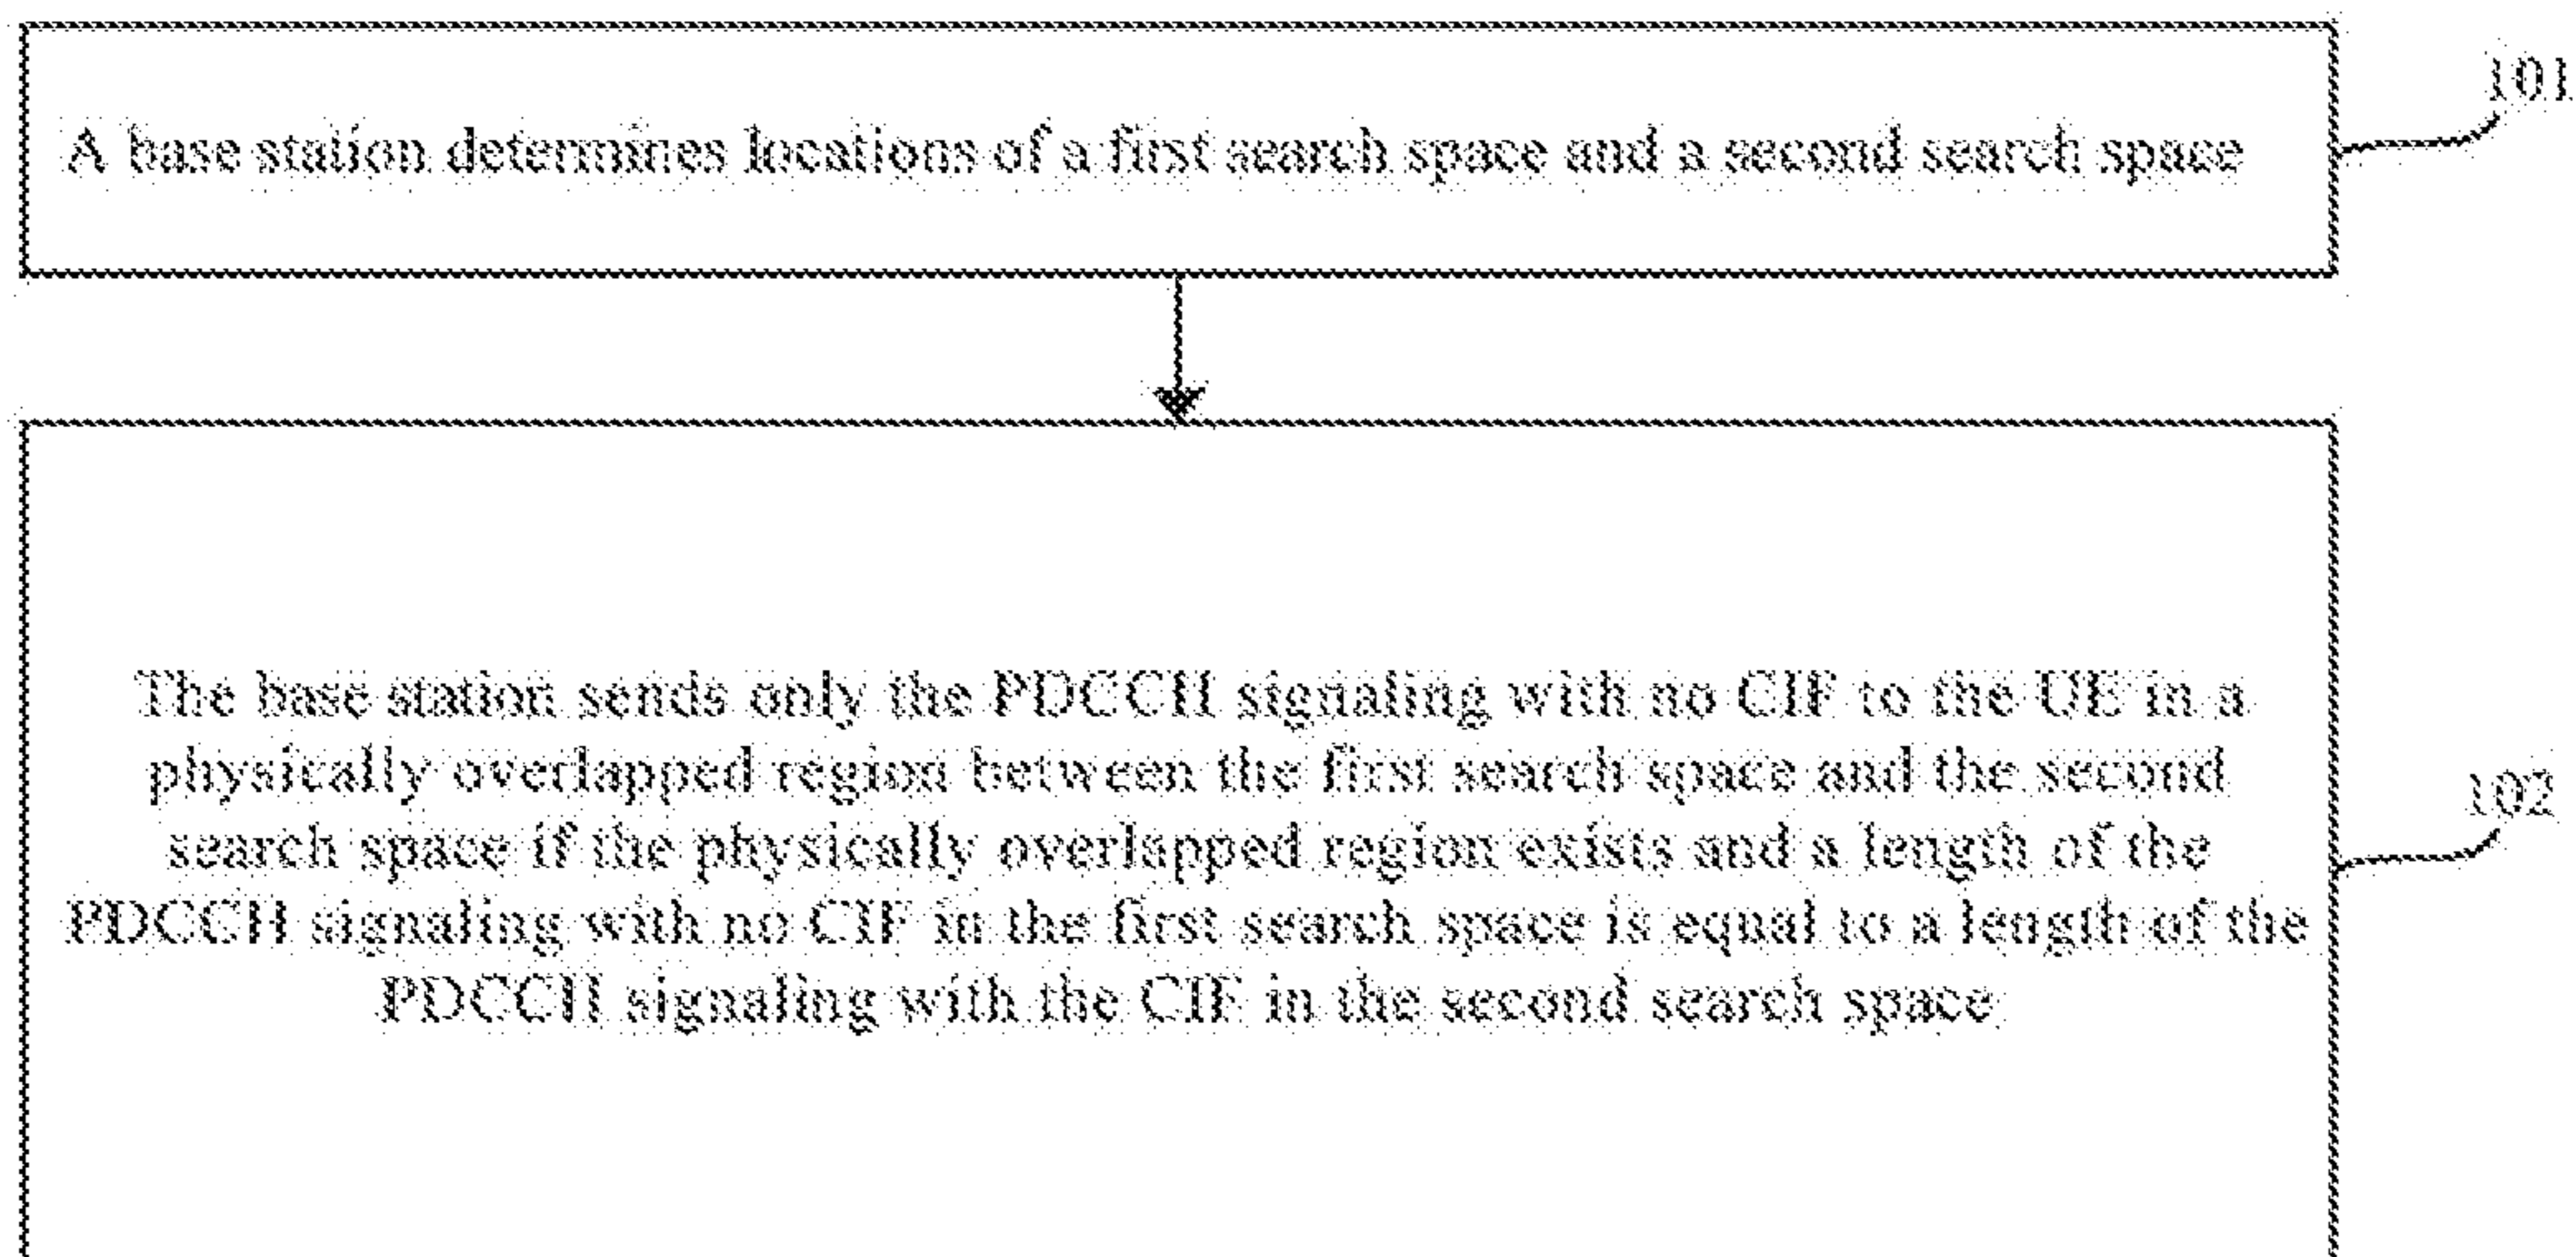 A base station determines locations of a first search space and a second search space
101
The base station sends only the PDCCH signaling with no CIF to the UE in a
physically overlapped region between the first search space and the second
search space if the physically overlapped region exists and a length of the
PDCCH signaling with no CIF in the first search space is equal to a length of the
PDCCH signaling with the CIF in the second search space
102